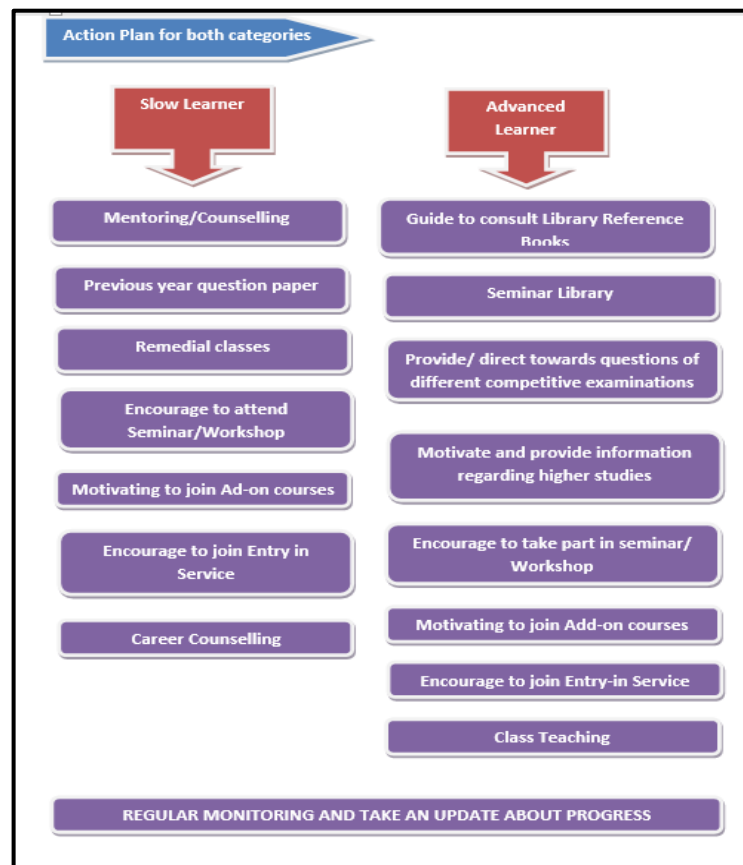 Action Plan for both categories
Slow Learner
Mentoring/Counselling
Previous year question paper
Remedial classes
Encourage to attend
Seminar/Workshop
Motivating to join Ad-on courses
Encourage to join Entry in
Service
Career Counselling
Advanced
Learner
Guide to consult Library Reference
Books
Seminar Library
Provide/ direct towards questions of
different competitive examinations
Motivate and provide information
regarding higher studies
Encourage to take part in seminar/
Workshop
Motivating to join Add-on courses
Encourage to join Entry-in Service
Class Teaching
REGULAR MONITORING AND TAKE AN UPDATE ABOUT PROGRESS